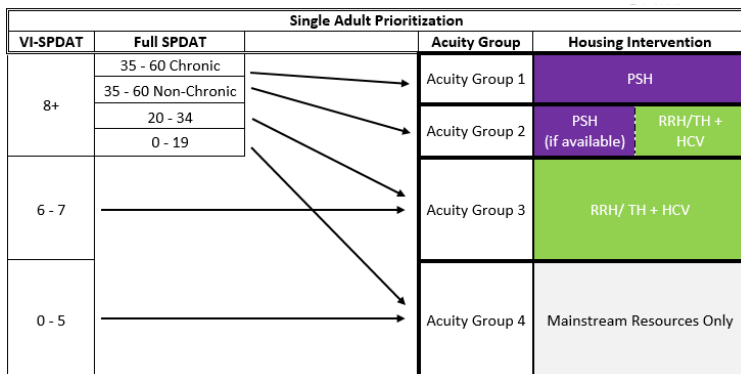 Single Adult Prioritization
VI-SPDAT Full SPDAT Acuity Group Housing Intervention
8+
35 - 60 Chronic
35 - 60 Non-Chronic
20 - 34
0 - 19
Acuity Group 1 PSH
Acuity Group 2
PSH
(if available)
RRH/TH +
HCV
6 - 7
Acuity Group 3 RRH/ TH + HCV
0 - 5
Acuity Group 4 Mainstream Resources Only